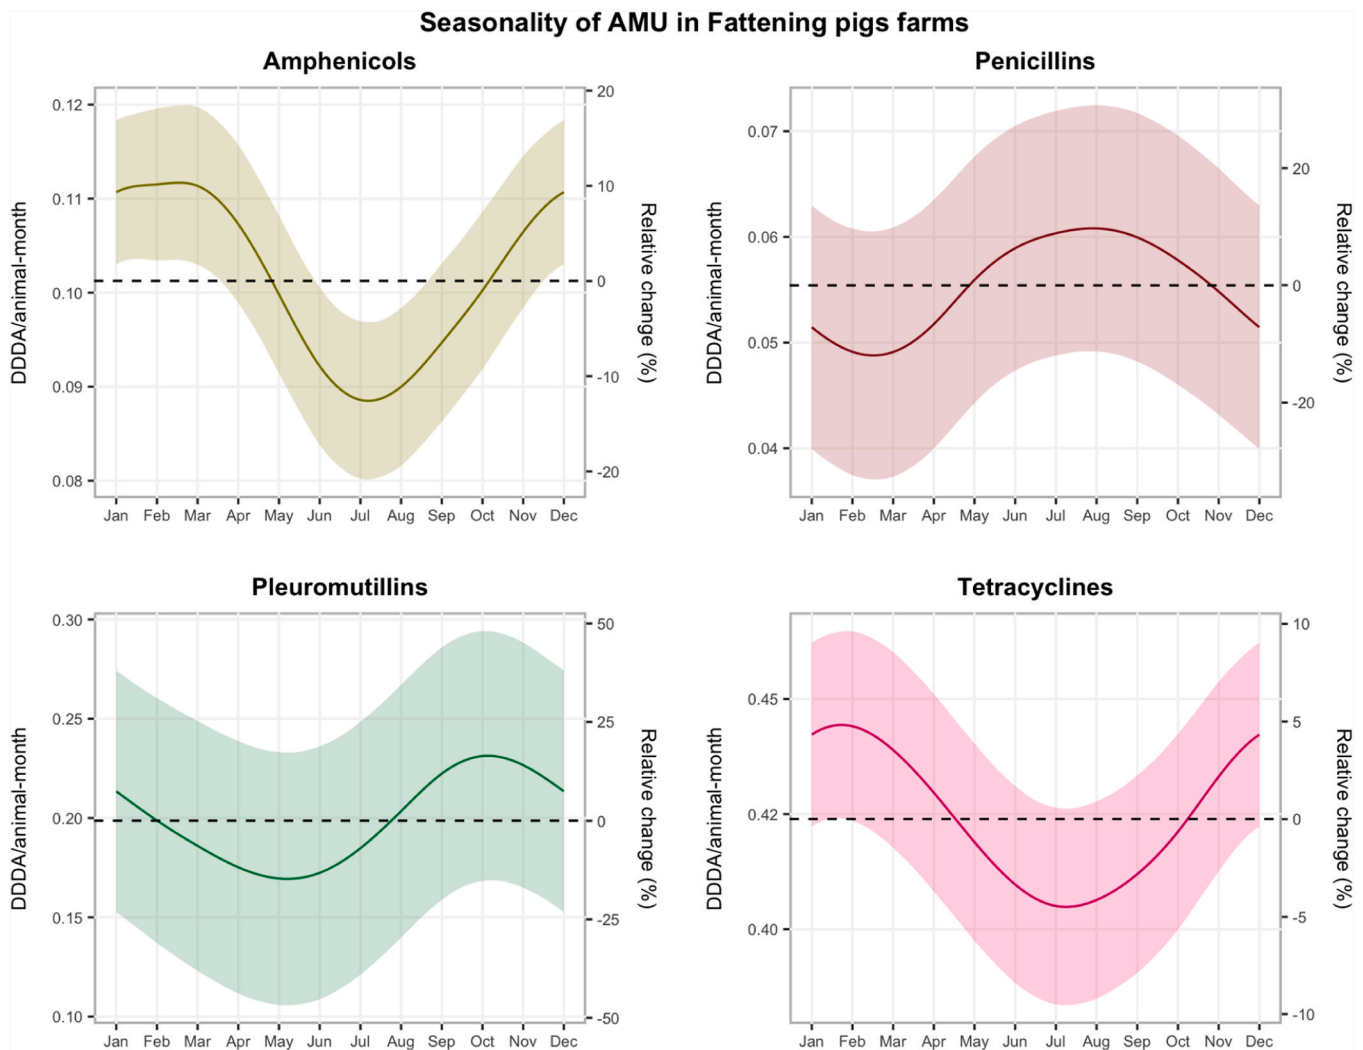 Seasonality of AMU in Fattening pigs farms
Amphenicols
DDDA/animal-month
0.12
0.11
0.10
0.09
0.08
20
10
0
-10
-20
Relative change (%)
Jan Feb Mar Apr May Jun Jul Aug Sep Oct Nov Dec
Penicillins
DDDA/animal-month
0.07
0.06
0.05
0.04
20
0
-20
Relative change (%)
Jan Feb Mar Apr May Jun Jul Aug Sep Oct Nov Dec
Pleuromutillins
DDDA/animal-month
0.30
0.25
0.20
0.15
0.10
50
25
0
-25
-50
Relative change (%)
Jan Feb Mar Apr May Jun Jul Aug Sep Oct Nov Dec
Tetracyclines
DDDA/animal-month
0.45
0.42
0.40
10
5
0
-5
-10
Relative change (%)
Jan Feb Mar Apr May Jun Jul Aug Sep Oct Nov Dec